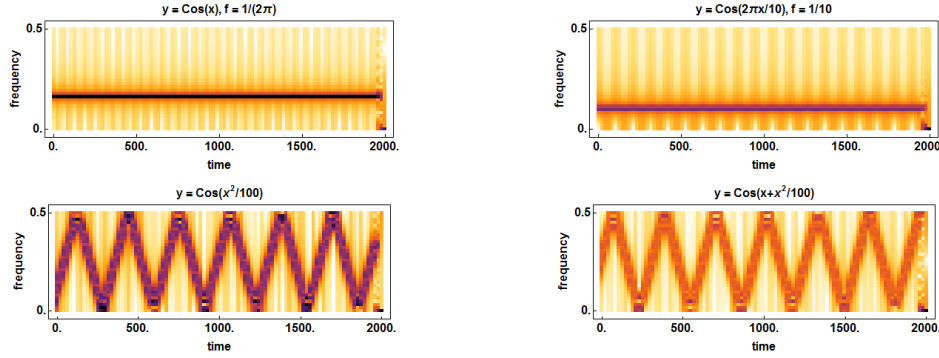 y = Cos(x), f = 1/(2π)
0.5
frequency
0.
0. 500. 1000. 1500. 2000.
time
y = Cos(2πx/10), f = 1/10
0.5
frequency
0.
0. 500. 1000. 1500. 2000.
time
y = Cos(x²/100)
0.5
frequency
0.
0. 500. 1000. 1500. 2000.
time
y = Cos(x+x²/100)
0.5
frequency
0.
0. 500. 1000. 1500. 2000.
time